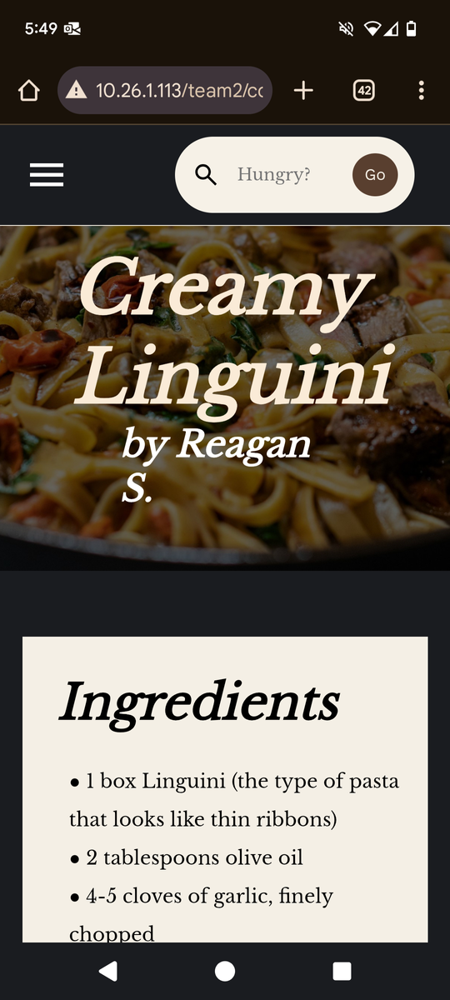 5:49
10.26.1.113/team2/co
42
Hungry?
Go
Creamy
Linguini
by Reagan
S.
Ingredients
• 1 box Linguini (the type of pasta
that looks like thin ribbons)
• 2 tablespoons olive oil
• 4-5 cloves of garlic, finely
chopped